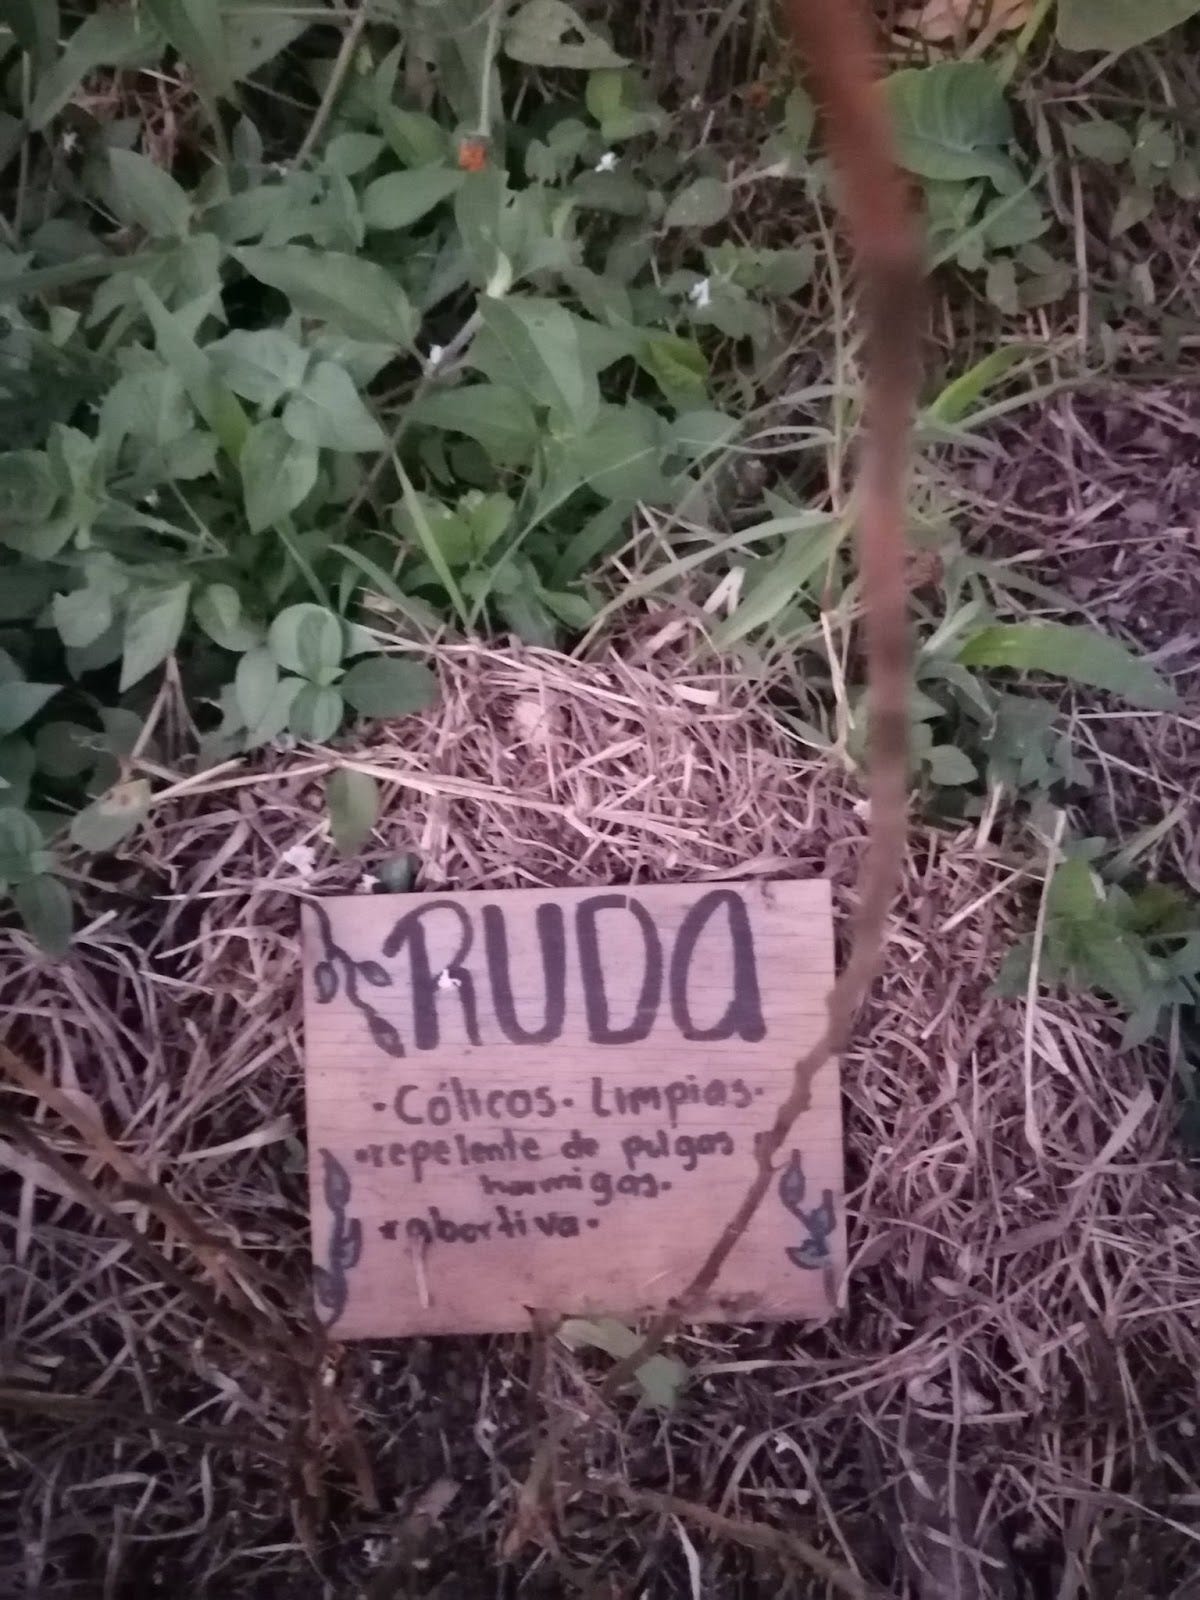 RUDA
·Cólicos· Limpias·
·repelente de pulgas
hormigas.
·abortiva·